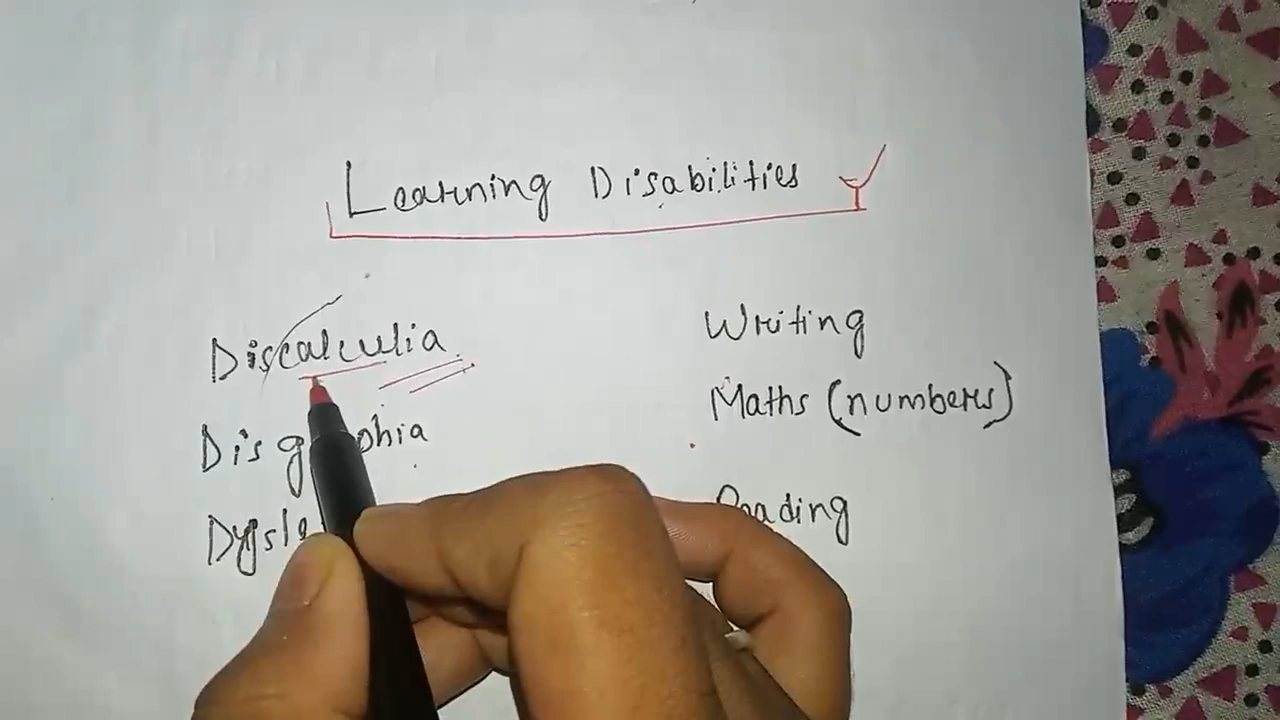 Learning Disabilities
Discalculia
Writing
Maths (numbers)
Reading